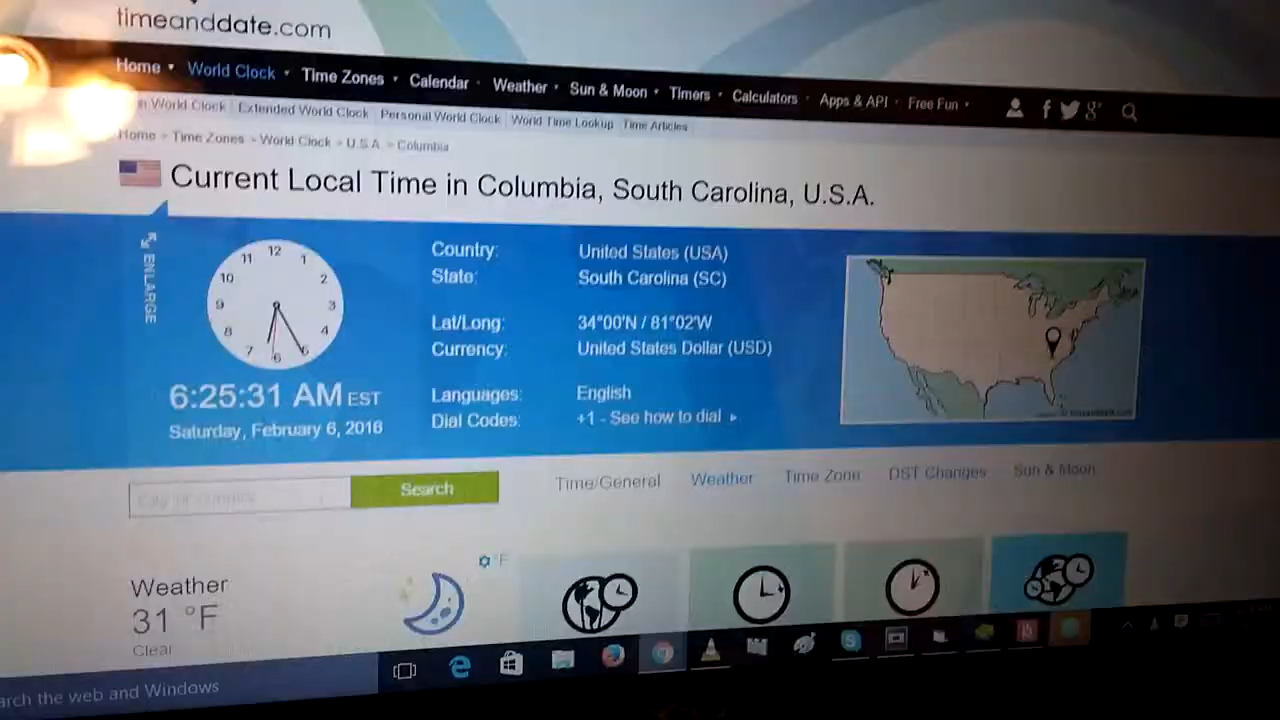 timeanddate.com
Home World Clock Time Zones Calendar Weather Sun & Moon Timers Calculators Apps & API Free Fun
World Clock Extended World Clock Personal World Clock World Time Lookup Time Articles
Home Time Zones World Clock U.S.A. Columbia
Current Local Time in Columbia, South Carolina, U.S.A.
ENLARGE
12 1 2 3 4 5 6 7 8 9 10 11
6:25:31 AM EST
Saturday, February 6, 2016
Country: United States (USA)
State: South Carolina (SC)
Lat/Long: 34°00'N / 81°02'W
Currency: United States Dollar (USD)
Languages: English
Dial Codes: +1 - See how to dial
Search
Time/General Weather Time Zone DST Changes Sun & Moon
Weather
°F
31 °F
Clear
arch the web and Windows